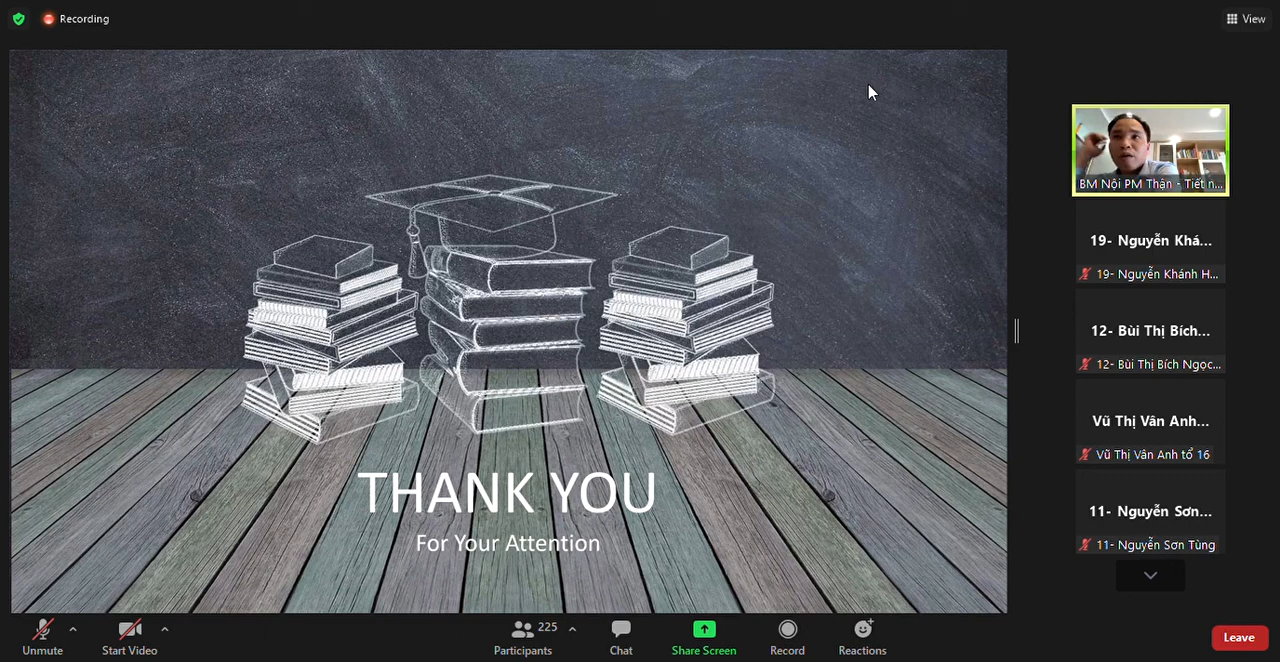 Recording
View
BM Nội PM Thận - Tiết n...
19- Nguyễn Khá...
19- Nguyễn Khánh H...
12- Bùi Thị Bích...
12- Bùi Thị Bích Ngọc...
Vũ Thị Vân Anh...
Vũ Thị Vân Anh tổ 16
11- Nguyễn Sơn...
11- Nguyễn Sơn Tùng
THANK YOU
For Your Attention
Unmute
Start Video
225
Participants
Chat
Share Screen
Record
Reactions
Leave